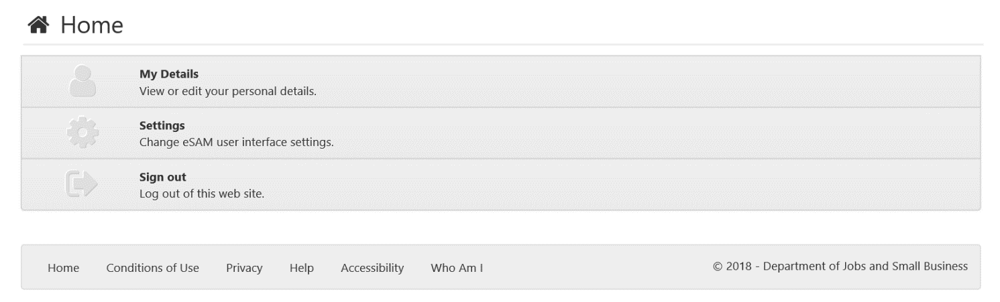 Home
My Details
View or edit your personal details.
Settings
Change eSAM user interface settings.
Sign out
Log out of this web site.
Home Conditions of Use Privacy Help Accessibility Who Am I © 2018 - Department of Jobs and Small Business